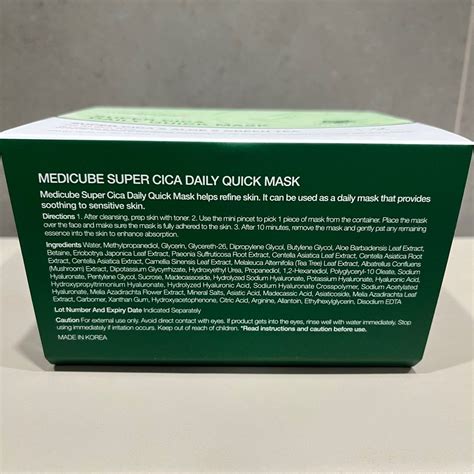 MEDICUBE SUPER CICA DAILY QUICK MASK
Medicube Super Cica Daily Quick Mask helps refine skin. It can be used as a daily mask that provides
soothing to sensitive skin.
Directions 1. After cleansing, prep skin with toner. 2. Use the mini pincet to pick 1 piece of mask from the container. Place the mask
over the face and make sure the mask is fully adhered to the skin. 3. After 10 minutes, remove the mask and gently pat any remaining
essence into the skin to enhance absorption.
Ingredients Water, Methylpropanediol, Glycerin, Glycereth-26, Dipropylene Glycol, Butylene Glycol, Aloe Barbadensis Leaf Extract,
Betaine, Eriobotrya Japonica Leaf Extract, Paeonia Suffruticosa Root Extract, Centella Asiatica Leaf Extract, Centella Asiatica Root
Extract, Centella Asiatica Extract, Camellia Sinensis Leaf Extract, Melaleuca Alternifolia (Tea Tree) Leaf Extract, Albatrellus Confluens
(Mushroom) Extract, Dipotassium Glycyrrhizate, Hydroxyethyl Urea, Propanediol, 1,2-Hexanediol, Polyglyceryl-10 Oleate, Sodium
Hyaluronate, Madecassoside, Hydrolyzed Sodium Hyaluronate, Potassium Hyaluronate, Hyaluronic Acid,
Hydroxypropyltrimonium Hyaluronate, Hydrolyzed Hyaluronic Acid, Sodium Hyaluronate Crosspolymer, Sodium Acetylated
Hyaluronate, Melia Azadirachta Flower Extract, Mineral Salts, Asiatic Acid, Madecassic Acid, Asiaticoside, Melia Azadirachta Leaf
Extract, Carbomer, Xanthan Gum, Hydroxyacetophenone, Citric Acid, Arginine, Allantoin, Ethylhexylglycerin, Disodium EDTA
Lot Number And Expiry Date Indicated Separately
Caution For external use only. Avoid direct contact with eyes. If product gets into the eyes, rinse well with water immediately. Stop
using immediately if irritation occurs. Keep out of reach of children. *Read instructions and caution before use.
MADE IN KOREA